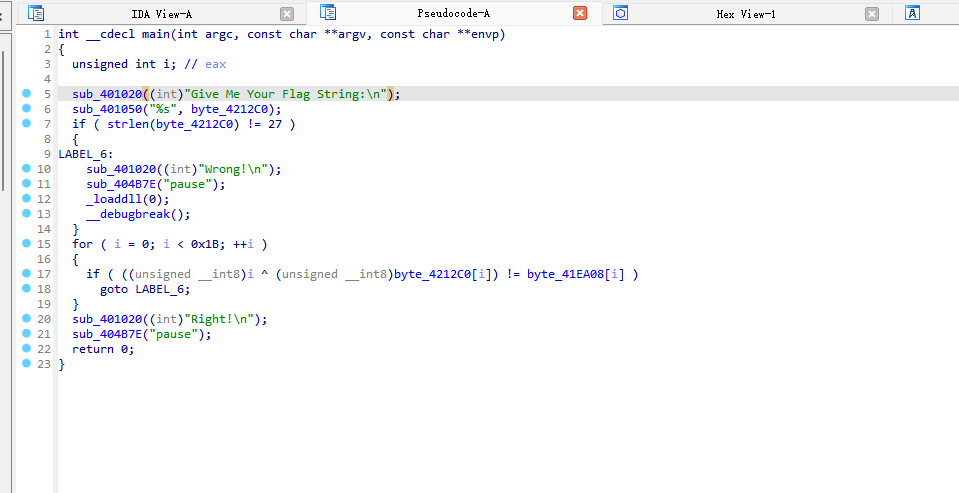 IDA View-A Pseudocode-A Hex View-1
1 int __cdecl main(int argc, const char **argv, const char **envp)
2 {
3   unsigned int i; // eax
4
5   sub_401020((int)"Give Me Your Flag String:\n");
6   sub_401050("%s", byte_4212C0);
7   if ( strlen(byte_4212C0) != 27 )
8   {
9 LABEL_6:
10     sub_401020((int)"Wrong!\n");
11     sub_404B7E("pause");
12     _loaddll(0);
13     __debugbreak();
14   }
15   for ( i = 0; i < 0x1B; ++i )
16   {
17     if ( ((unsigned __int8)i ^ (unsigned __int8)byte_4212C0[i]) != byte_41EA08[i] )
18       goto LABEL_6;
19   }
20   sub_401020((int)"Right!\n");
21   sub_404B7E("pause");
22   return 0;
23 }